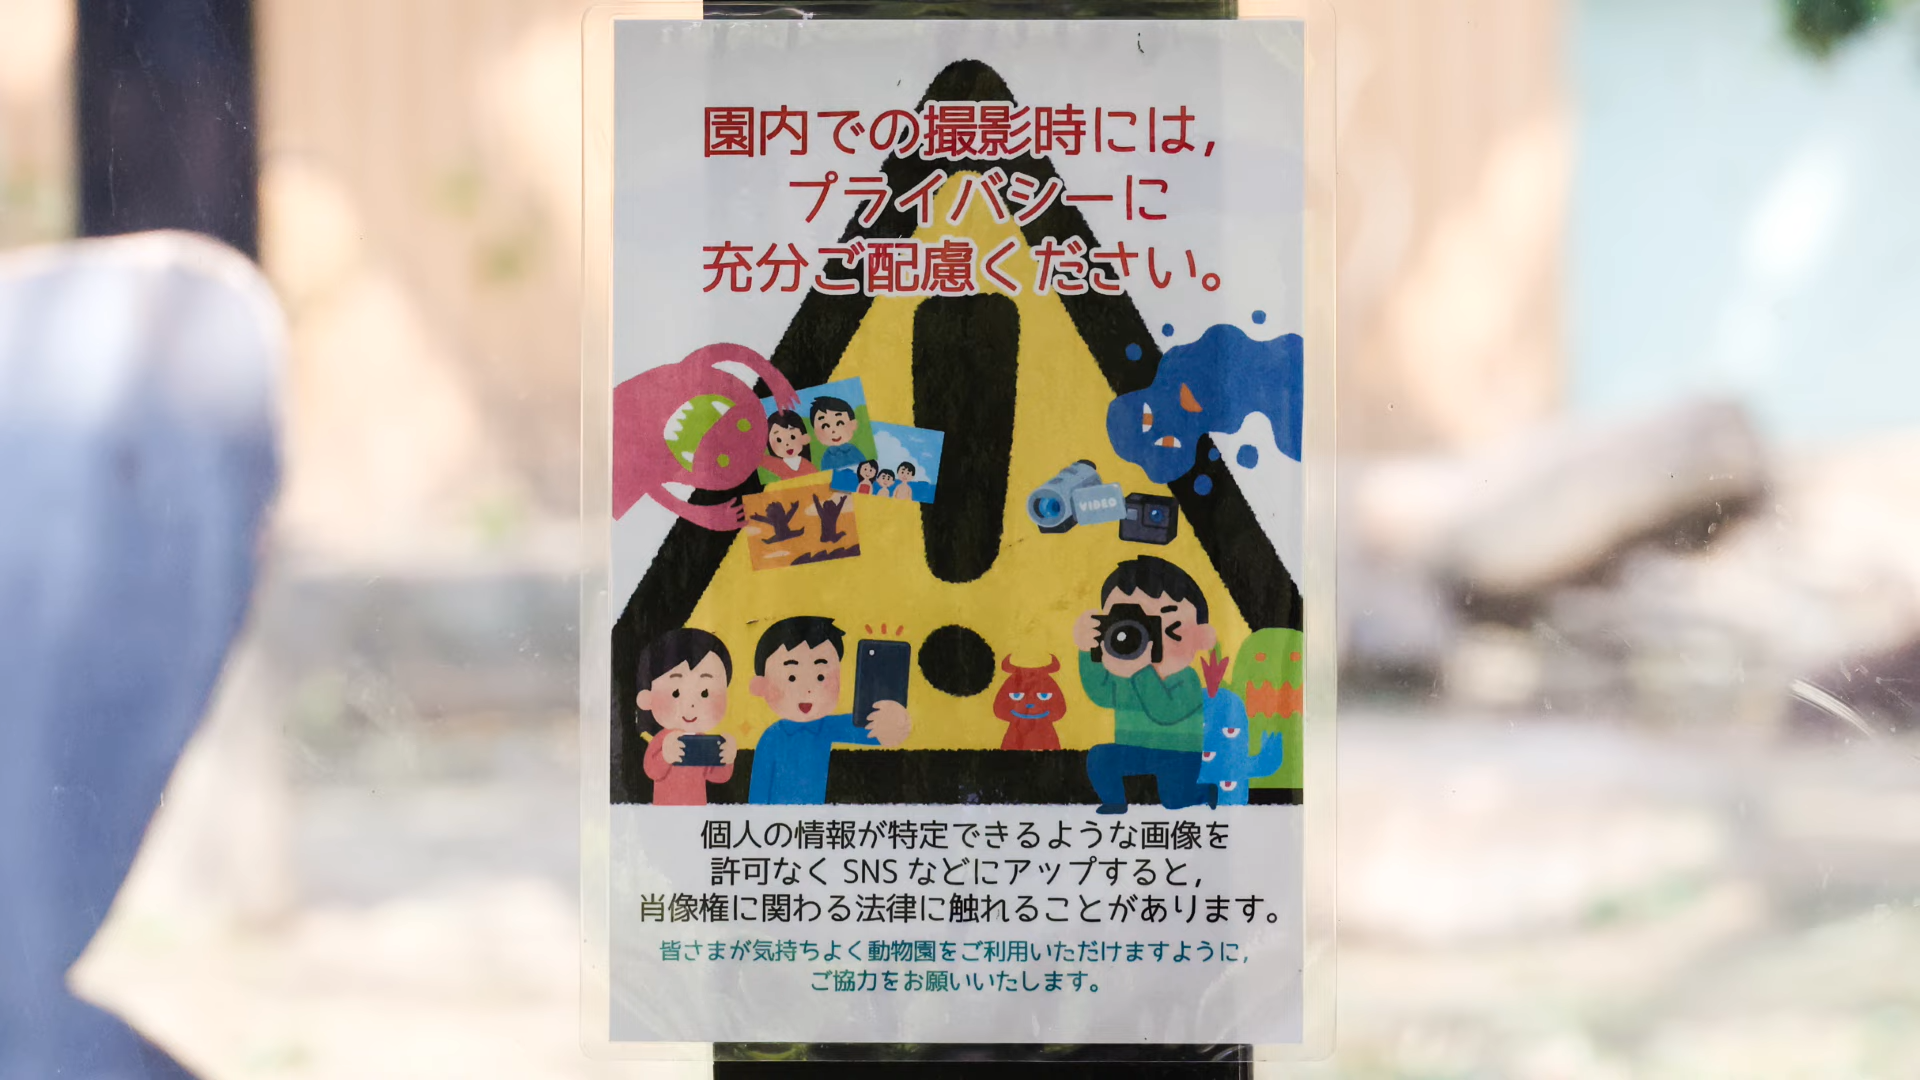 園内での撮影時には,
プライバシーに
充分ご配慮ください。
VIDEO
個人の情報が特定できるような画像を
許可なく SNS などにアップすると,
肖像権に関わる法律に触れることがあります。
皆さまが気持ちよく動物園をご利用いただけますように,
ご協力をお願いいたします。